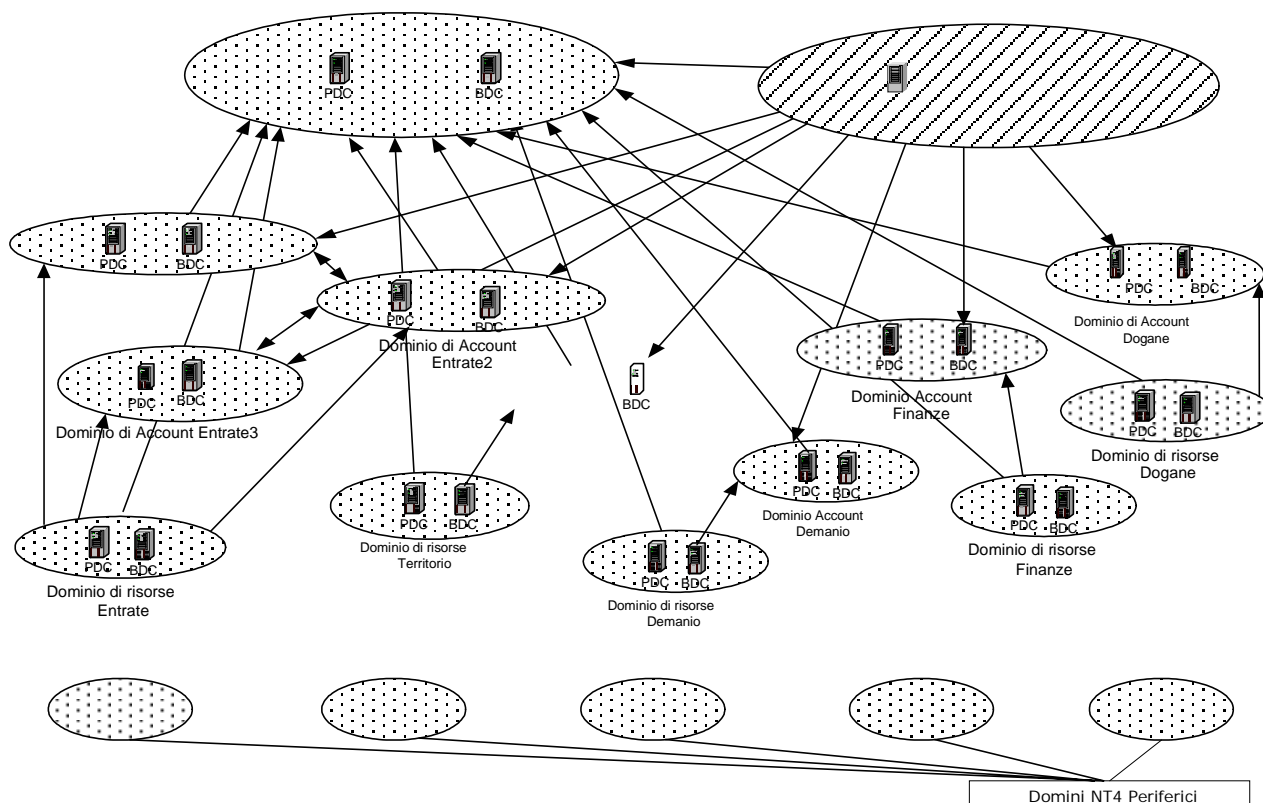 PDC BDC
PDC BDC
PDC BDC
Dominio di Account
Entrate2
PDC BDC
Dominio di Account Entrate3
BDC
PDC BDC
Dominio Account
Finanze
PDC BDC
Dominio di Account
Dogane
PDC BDC
Dominio di risorse
Dogane
PDC BDC
Dominio di risorse
Entrate
PDC BDC
Dominio di risorse
Territorio
PDC BDC
Dominio di risorse
Demanio
PDC BDC
Dominio Account
Demanio
PDC BDC
Dominio di risorse
Finanze
Domini NT4 Periferici